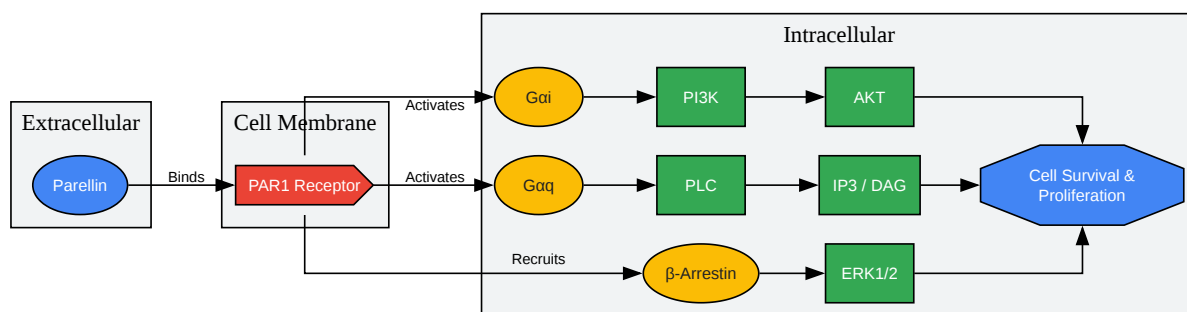 Intracellular
Gαi
PI3K
AKT
Activates
Extracellular
Cell Membrane
Parellin
Binds
PAR1 Receptor
Activates
Gαq
PLC
IP3 / DAG
Cell Survival &
Proliferation
Recruits
β-Arrestin
ERK1/2